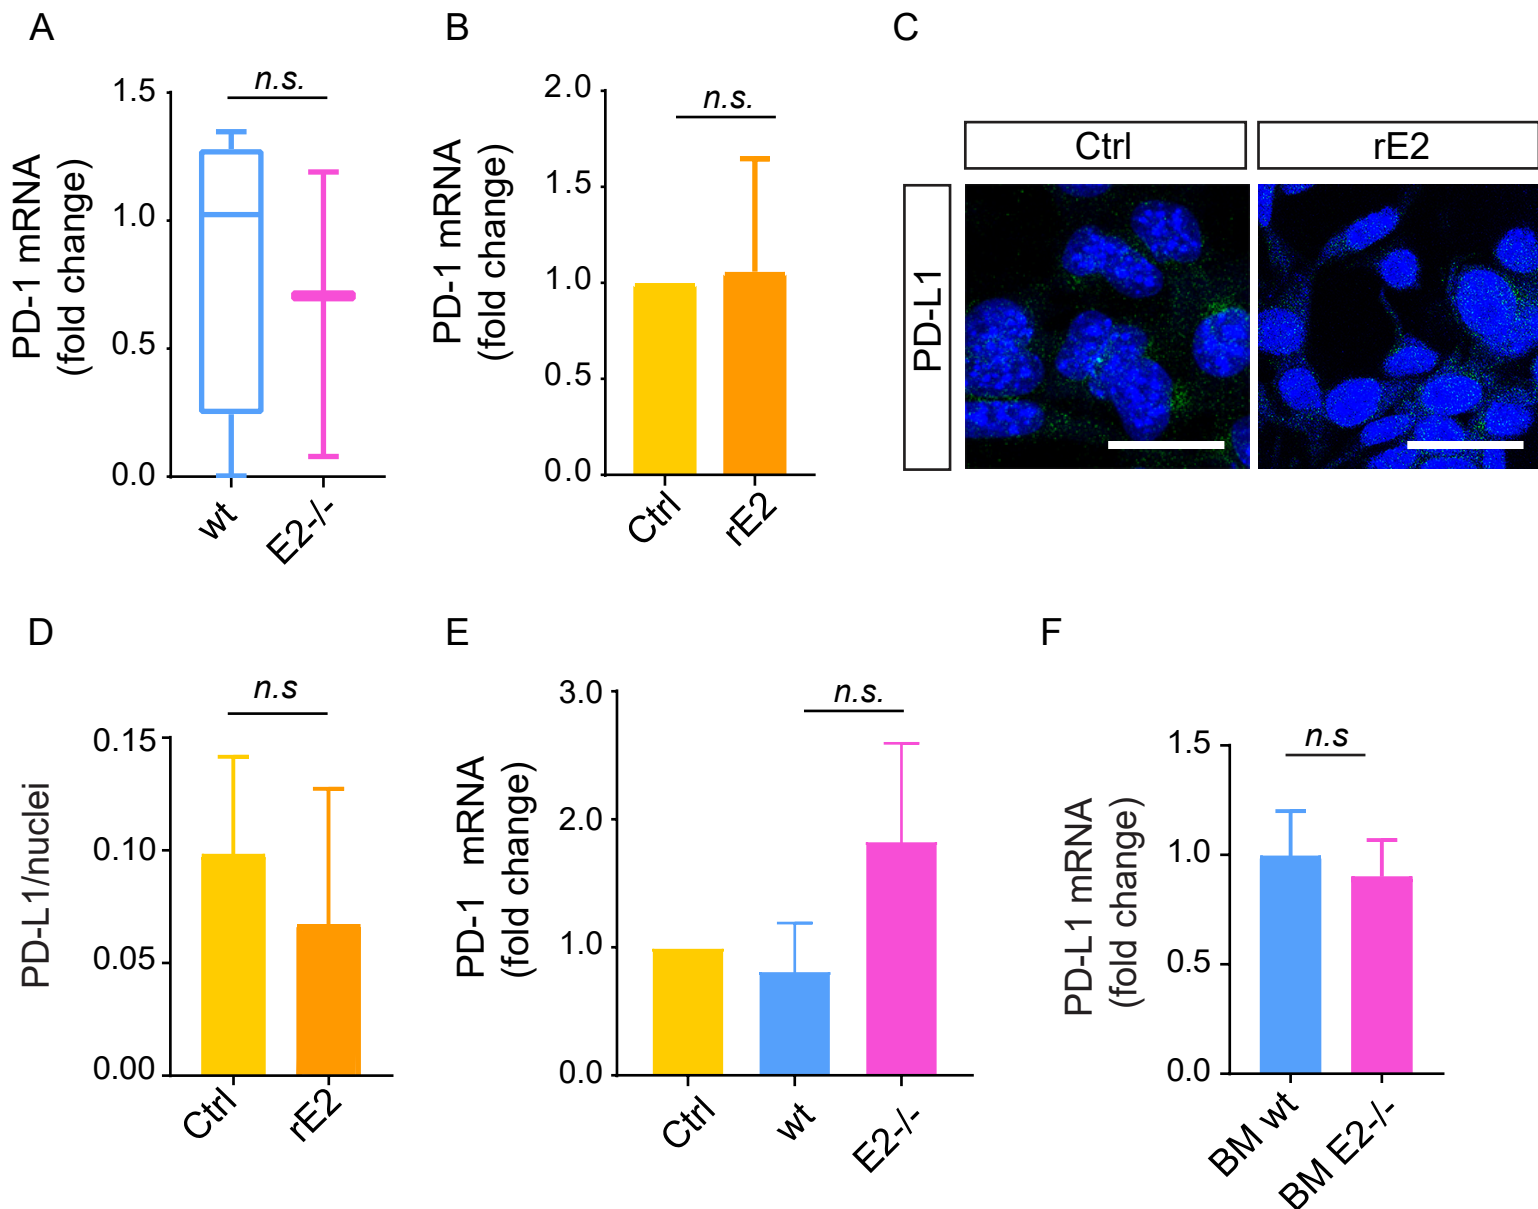 A
n.s.
PD-1 mRNA
(fold change)
1.5
1.0
0.5
0.0
wt
E2-/-
B
n.s.
PD-1 mRNA
(fold change)
2.0
1.5
1.0
0.5
0.0
Ctrl
rE2
C
Ctrl
rE2
PD-L1
D
n.s
PD-L1/nuclei
0.15
0.10
0.05
0.00
Ctrl
rE2
E
n.s.
PD-1 mRNA
(fold change)
3.0
2.0
1.0
0.0
Ctrl
wt
E2-/-
F
n.s
PD-L1 mRNA
(fold change)
1.5
1.0
0.5
0.0
BM wt
BM E2-/-